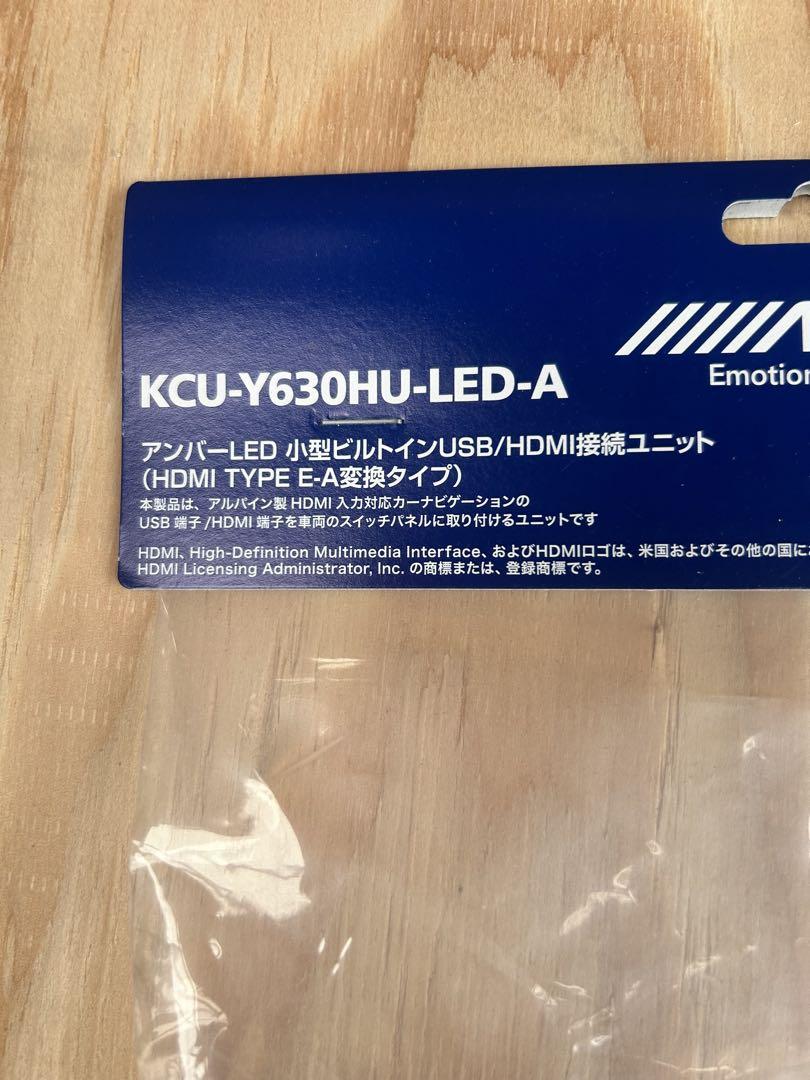 KCU-Y630HU-LED-A
Emotion
アンバーLED 小型ビルトインUSB/HDMI接続ユニット
（HDMI TYPE E-A変換タイプ）
本製品は、アルパイン製 HDMI 入力対応カーナビゲーションの
USB 端子 /HDMI 端子を車両のスイッチパネルに取り付けるユニットです
HDMI、High-Definition Multimedia Interface、およびHDMIロゴは、米国およびその他の国に
HDMI Licensing Administrator, Inc. の商標または、登録商標です。